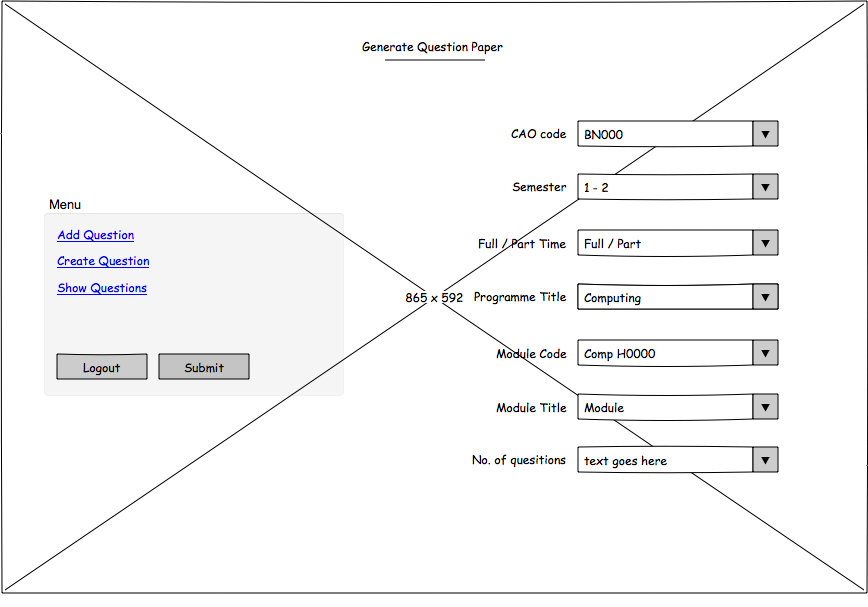 Generate Question Paper
CAO code BN000
Semester 1 - 2
Menu
Add Question
Full / Part Time Full / Part
Create Question
Show Questions
865 x 592
Programme Title Computing
Module Code Comp H0000
Logout Submit
Module Title Module
No. of quesitions text goes here